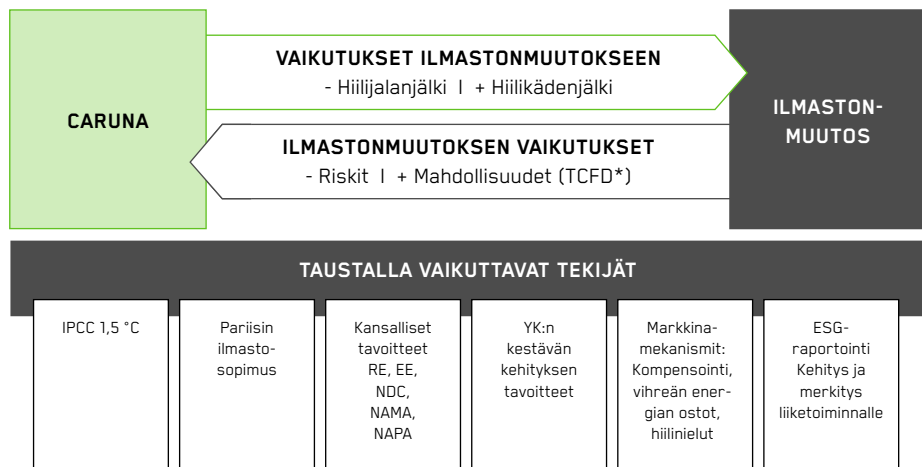 CARUNA
VAIKUTUKSET ILMASTONMUUTOKSEEN
- Hiilijalanjälki | + Hiilikädenjälki
ILMASTONMUUTOKSEN VAIKUTUKSET
- Riskit | + Mahdollisuudet (TCFD*)
ILMASTON-
MUUTOS
TAUSTALLA VAIKUTTAVAT TEKIJÄT
IPCC 1,5 °C
Pariisin
ilmasto-
sopimus
Kansalliset
tavoitteet
RE, EE,
NDC,
NAMA,
NAPA
YK:n
kestävän
kehityksen
tavoitteet
Markkina-
mekanismit:
Kompensointi,
vihreän ener-
gian ostot,
hiilinielut
ESG-
raportointi
Kehitys ja
merkitys
liiketoiminnalle